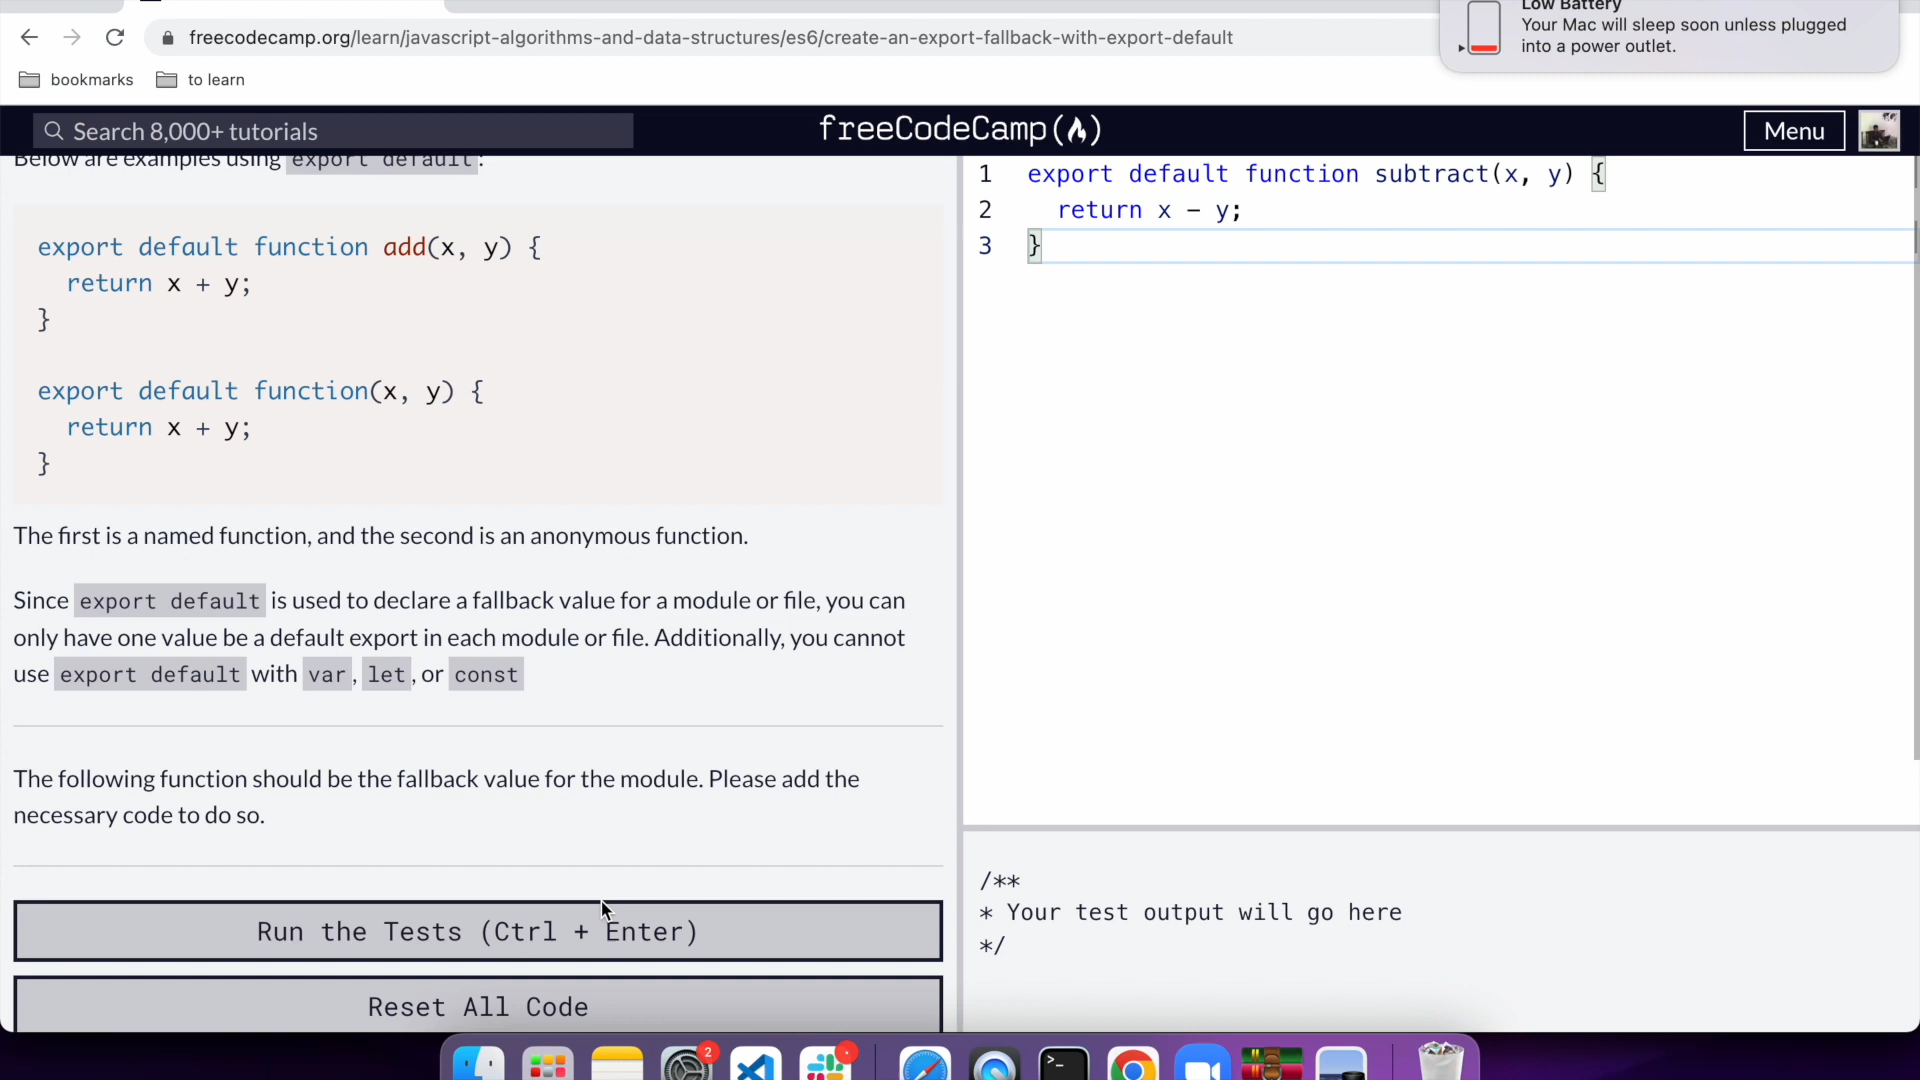 freecodecamp.org/learn/javascript-algorithms-and-data-structures/es6/create-an-export-fallback-with-export-default
Low Battery
Your Mac will sleep soon unless plugged
into a power outlet.
bookmarks
to learn
Search 8,000+ tutorials
freeCodeCamp(
)
Menu
Below are examples using export default:
export default function add(x, y) {
return x + y;
}
export default function(x, y) {
return x + y;
}
The first is a named function, and the second is an anonymous function.
Since export default is used to declare a fallback value for a module or file, you can
only have one value be a default export in each module or file. Additionally, you cannot
use export default with var, let, or const
The following function should be the fallback value for the module. Please add the
necessary code to do so.
Run the Tests (Ctrl + Enter)
Reset All Code
1 export default function subtract(x, y) {
2 return x - y;
3 }
/**
* Your test output will go here
*/
2
>_